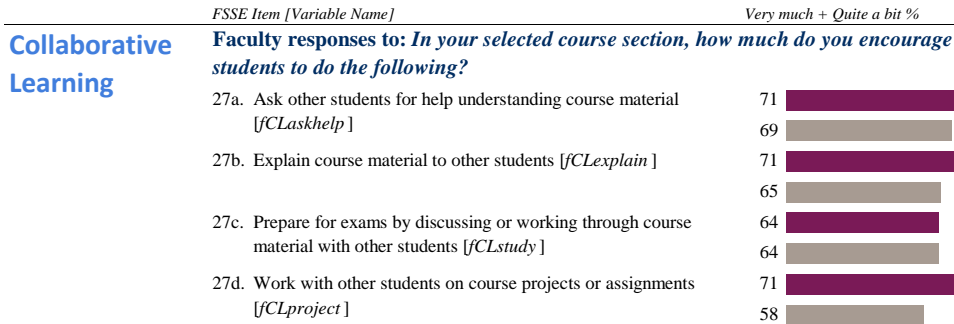 FSSE Item [Variable Name] Very much + Quite a bit %
Collaborative
Learning
Faculty responses to: In your selected course section, how much do you encourage
students to do the following?
27a. Ask other students for help understanding course material 71
[fCLaskhelp ] 69
27b. Explain course material to other students [fCLexplain ] 71
65
27c. Prepare for exams by discussing or working through course 64
material with other students [fCLstudy ] 64
27d. Work with other students on course projects or assignments 71
[fCLproject ] 58